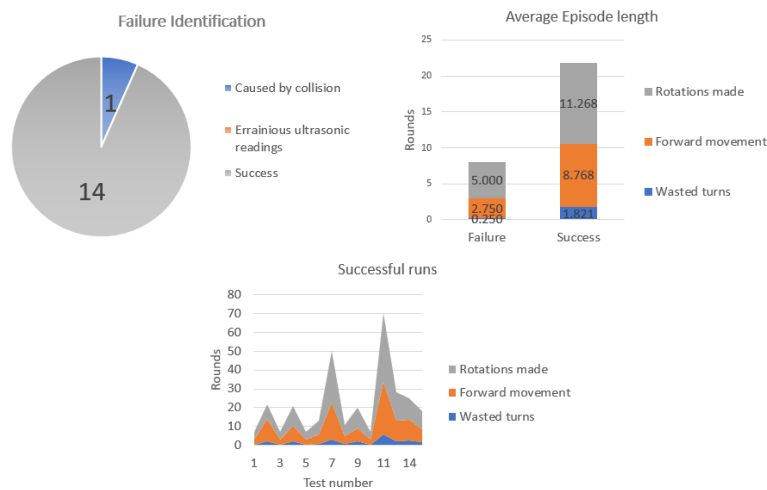 Failure Identification
1
14
Caused by collision
Errainious ultrasonic
readings
Success
Average Episode length
25
20
15
10
5
0
Rounds
5.000
2.750
0.250
11.268
8.768
1.821
Failure
Success
Rotations made
Forward movement
Wasted turns
Successful runs
80
70
60
50
40
30
20
10
0
Rounds
1
3
5
7
9
11
14
Test number
Rotations made
Forward movement
Wasted turns